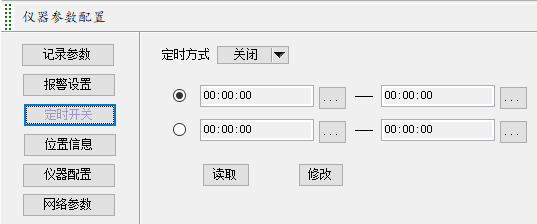 仪器参数配置
记录参数
报警设置
定时开关
位置信息
仪器配置
网络参数
定时方式 关闭
00:00:00 ... — 00:00:00 ...
00:00:00 ... — 00:00:00 ...
读取 修改